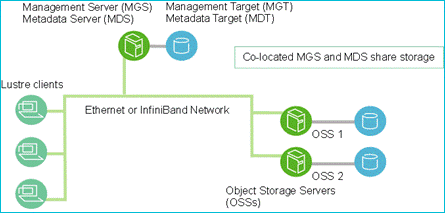 Management Server (MGS)
Metadata Server (MDS)
Management Target (MGT)
Metadata Target (MDT)
Co-located MGS and MDS share storage
Lustre clients
Ethernet or InfiniBand Network
OSS 1
OSS 2
Object Storage Servers
(OSSs)